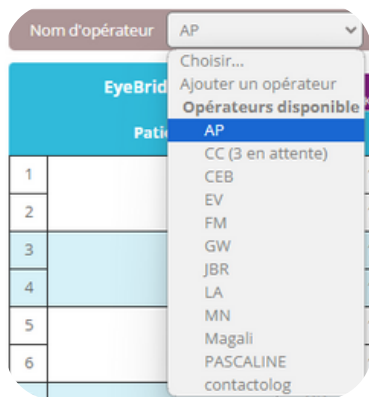 Nom d'opérateur AP
Choisir...
Ajouter un opérateur
EyeBrid
Opérateurs disponible
Pati
AP
CC (3 en attente)
1
CEB
EV
2
FM
3
GW
JBR
4
LA
MN
5
Magali
6
PASCALINE
contactolog